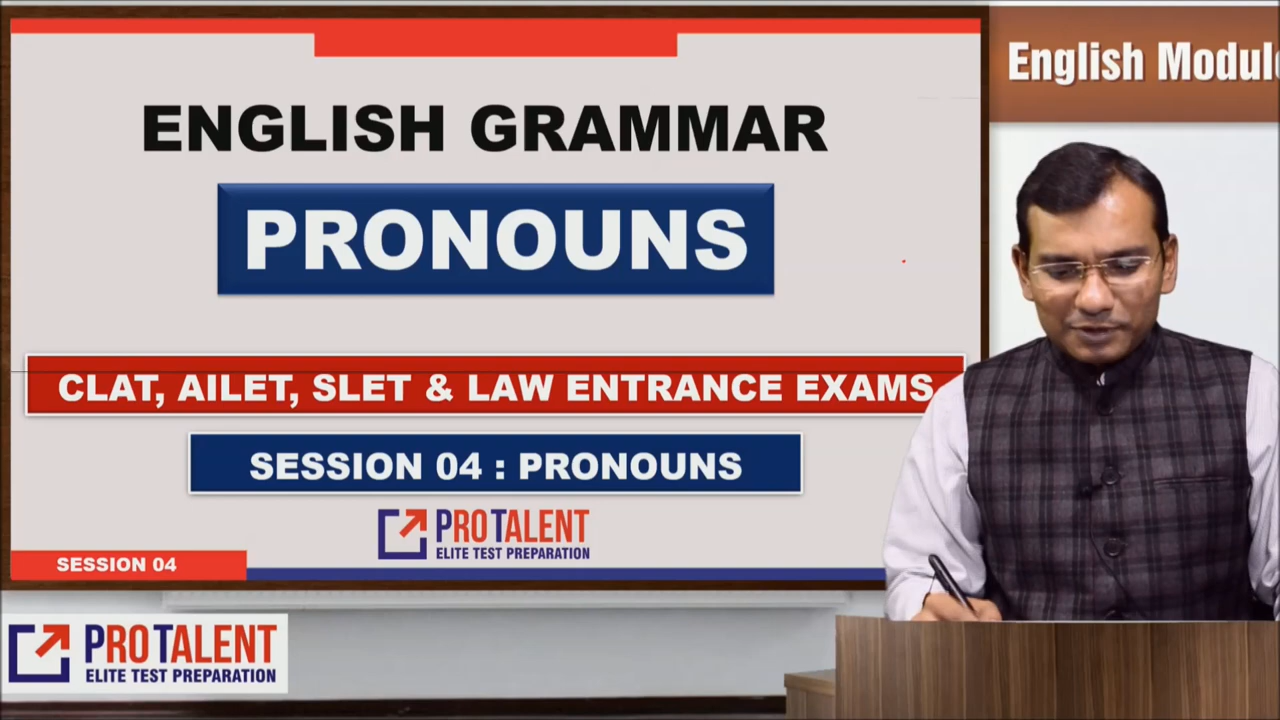 English Modul
ENGLISH GRAMMAR
PRONOUNS
CLAT, AILET, SLET & LAW ENTRANCE EXAMS
SESSION 04 : PRONOUNS
PROTALENT
ELITE TEST PREPARATION
SESSION 04
PROTALENT
ELITE TEST PREPARATION